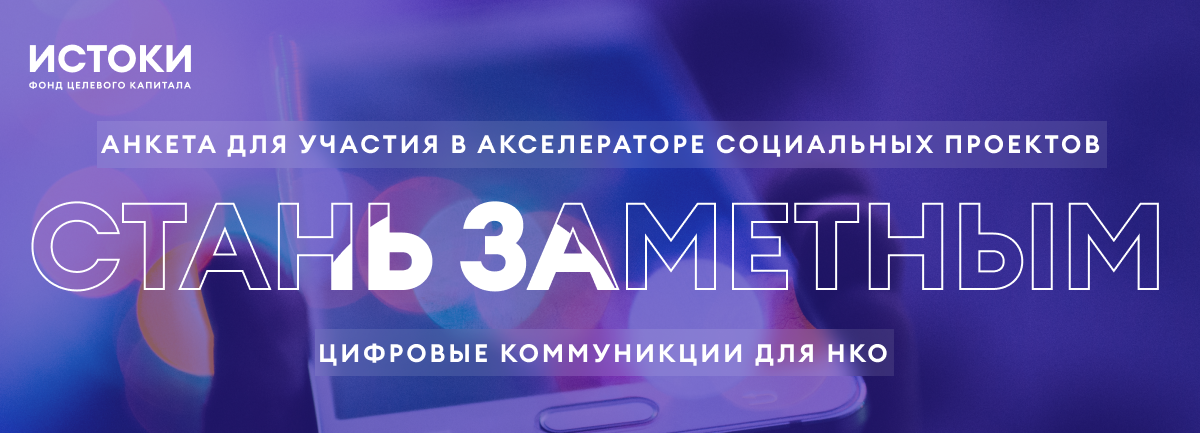 ИСТОКИ
ФОНД ЦЕЛЕВОГО КАПИТАЛА
АНКЕТА ДЛЯ УЧАСТИЯ В АКСЕЛЕРАТОРЕ СОЦИАЛЬНЫХ ПРОЕКТОВ
СТАНЬ ЗАМЕТНЫМ
ЦИФРОВЫЕ КОММУНИКЦИИ ДЛЯ НКО